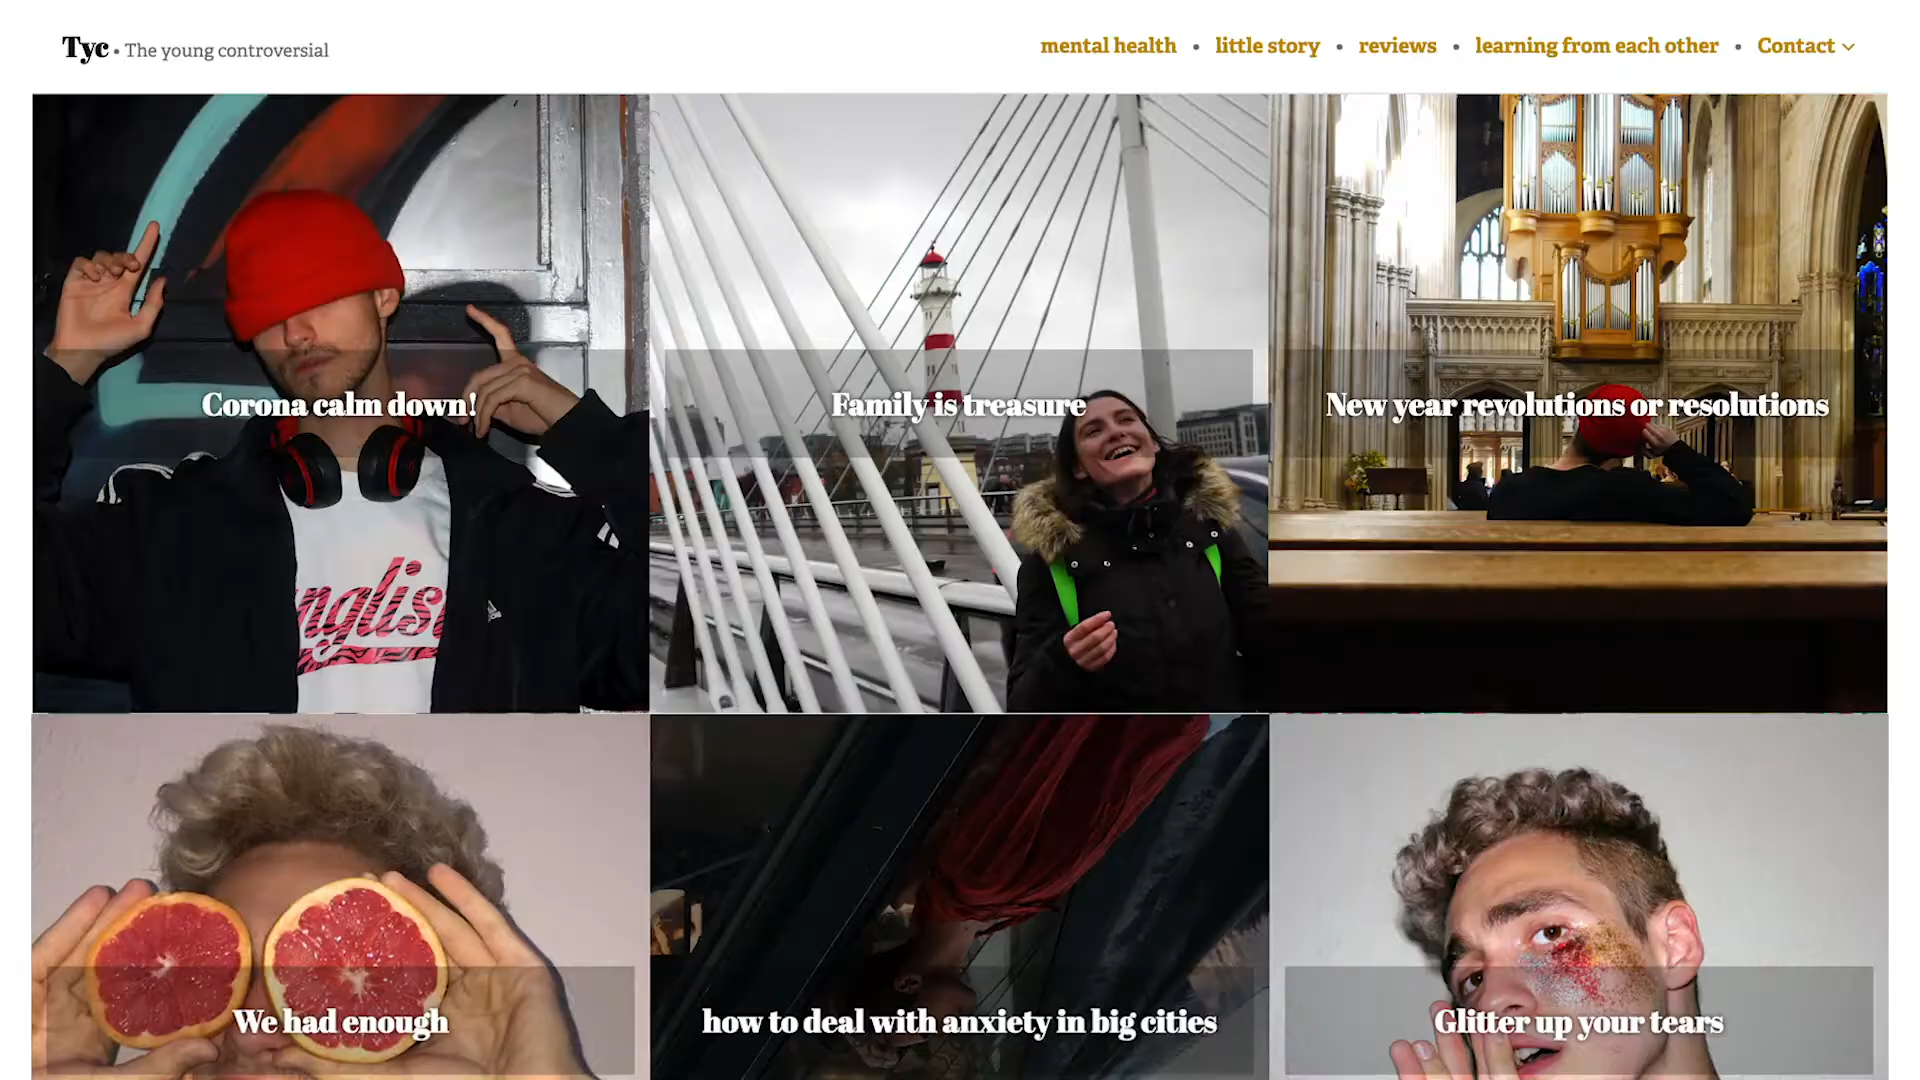 Tyc • The young controversial
mental health • little story • reviews • learning from each other • Contact
Corona calm down!
Family is treasure
New year revolutions or resolutions
nglis
We had enough
how to deal with anxiety in big cities
Glitter up your tears